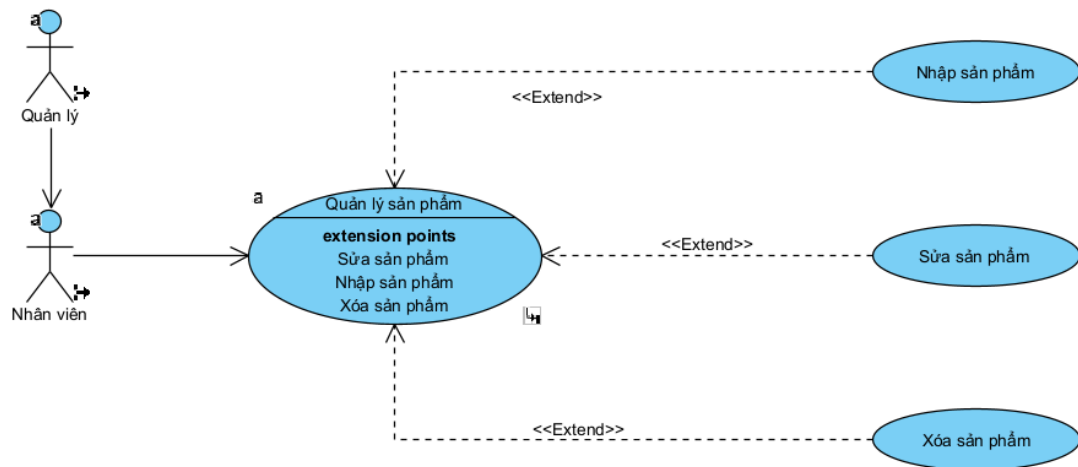 a
Quản lý
a
Nhân viên
a
Quản lý sản phẩm
extension points
Sửa sản phẩm
Nhập sản phẩm
Xóa sản phẩm
<<Extend>>
Nhập sản phẩm
<<Extend>>
Sửa sản phẩm
<<Extend>>
Xóa sản phẩm